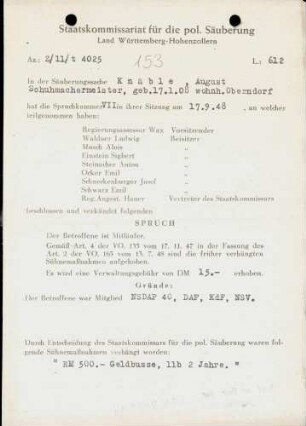 Staatskommissariat für die pol. Säuberung
Land Württemberg-Hohenzollern
Az.: 2/11/t 4025
153
L.: 612
In der Säuberungssache K n ä b l e , August
Schuhmachermeister, geb.17.1.08 wohnh.Oberndorf
hat die Spruchkammer VII in ihrer Sitzung am 17.9.48 , an welcher
teilgenommen haben:
Regierungsassessor Wax Vorsitzender
Waldner Ludwig Beisitzer
Munck Alois "
Einstein Sigbert "
Steinacher Anton "
Orker Emil "
Schneckenburger Josef "
Schwarz Emil "
Reg.Angest. Hauer Vertreter des Staatskommissars
beschlossen und verkündet folgenden
SPRUCH
Der Betroffene ist Mitläufer.
Gemäß Art. 4 der VO. 133 vom 17. 11. 47 in der Fassung des
Art. 2 der VO. 165 vom 13. 7. 48 sind die früher verhängten
Sühnemaßnahmen aufgehoben.
Es wird eine Verwaltungsgebühr von DM 15.- erhoben.
Gründe:
Der Betroffene war Mitglied NSDAP 40, DAF, KdF, NSV.
Durch Entscheidung des Staatskommissars für die pol. Säuberung waren fol-
gende Sühnemaßnahmen verhängt worden:
" RM 500.- Geldbusse, 11b 2 Jahre. "